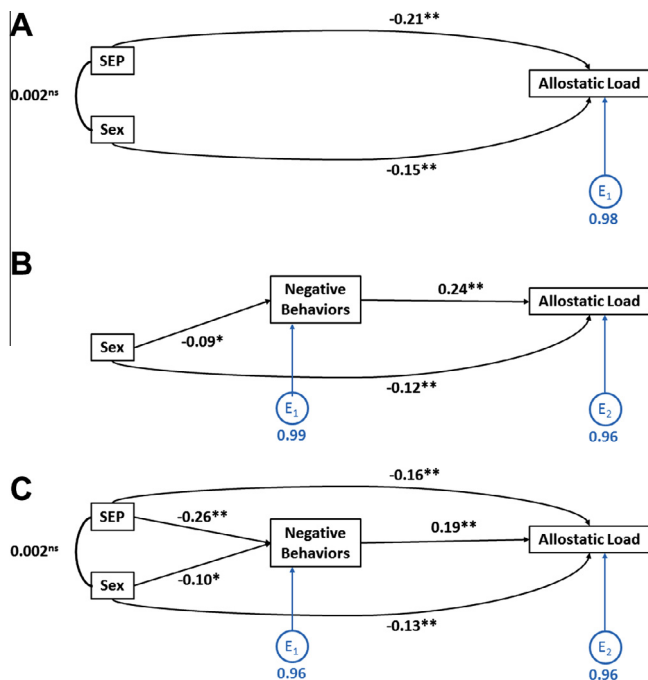 A
-0.21**
SEP
Allostatic Load
0.002ns
Sex
-0.15**
E1
0.98
B
Negative
Behaviors
0.24**
Allostatic Load
Sex
-0.09*
-0.12**
E1
E2
0.99
0.96
C
-0.16**
SEP
-0.26**
Negative
Behaviors
0.19**
Allostatic Load
0.002ns
Sex
-0.10*
-0.13**
E1
E2
0.96
0.96